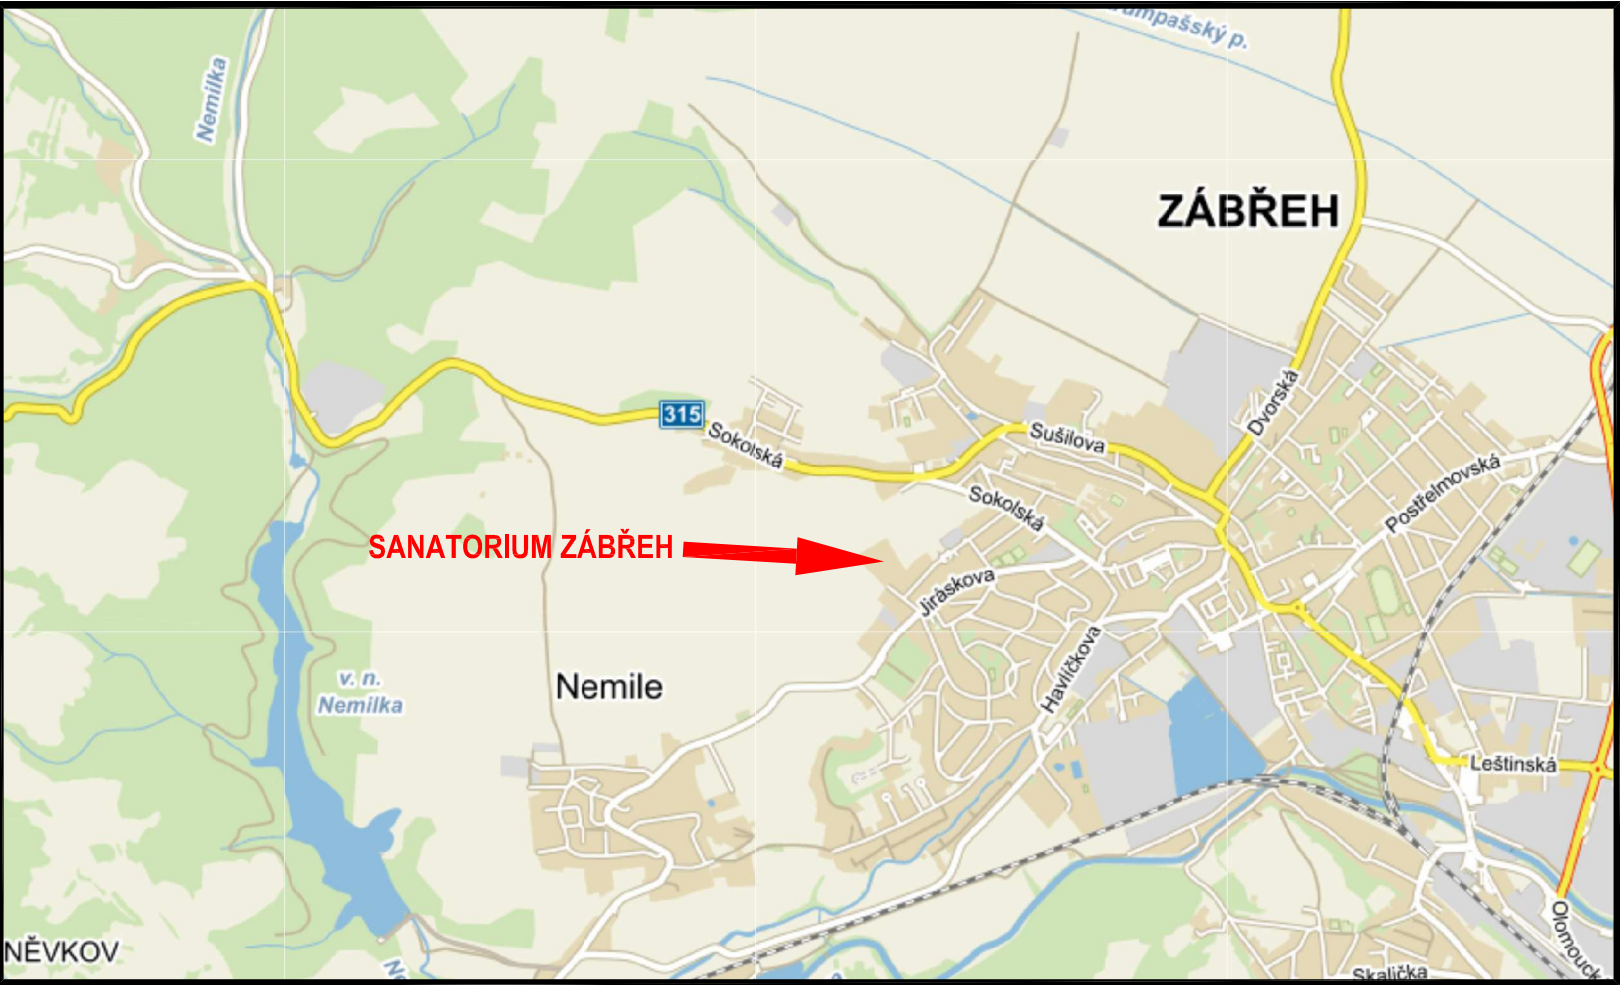 Nemilka
ZÁBŘEH
Dvorská
315
Sokolská
Sušilova
Postřelmovská
Sokolská
SANATORIUM ZÁBŘEH
Jiráskova
Havlíčkova
v. n.
Nemilka
Nemile
Leštinská
NĚVKOV
Skalička